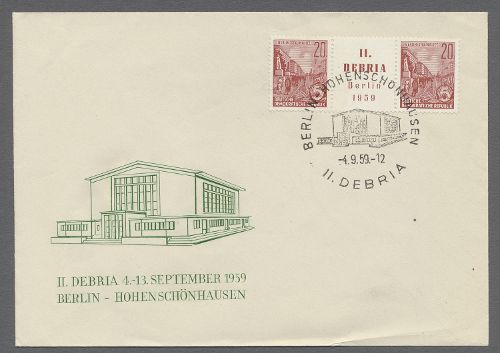 20
II.
DEBRIA
Berlin
1959
20
DEUTSCHE
DEMOKRATISCHE REPUBLIK
DEUTSCHE
DEMOKRATISCHE REPUBLIK
BERLIN-HOHENSCHÖNHAUSEN
-4.9.59.-12
II. DEBRIA
II. DEBRIA 4.-13. SEPTEMBER 1959
BERLIN - HOHENSCHÖNHAUSEN